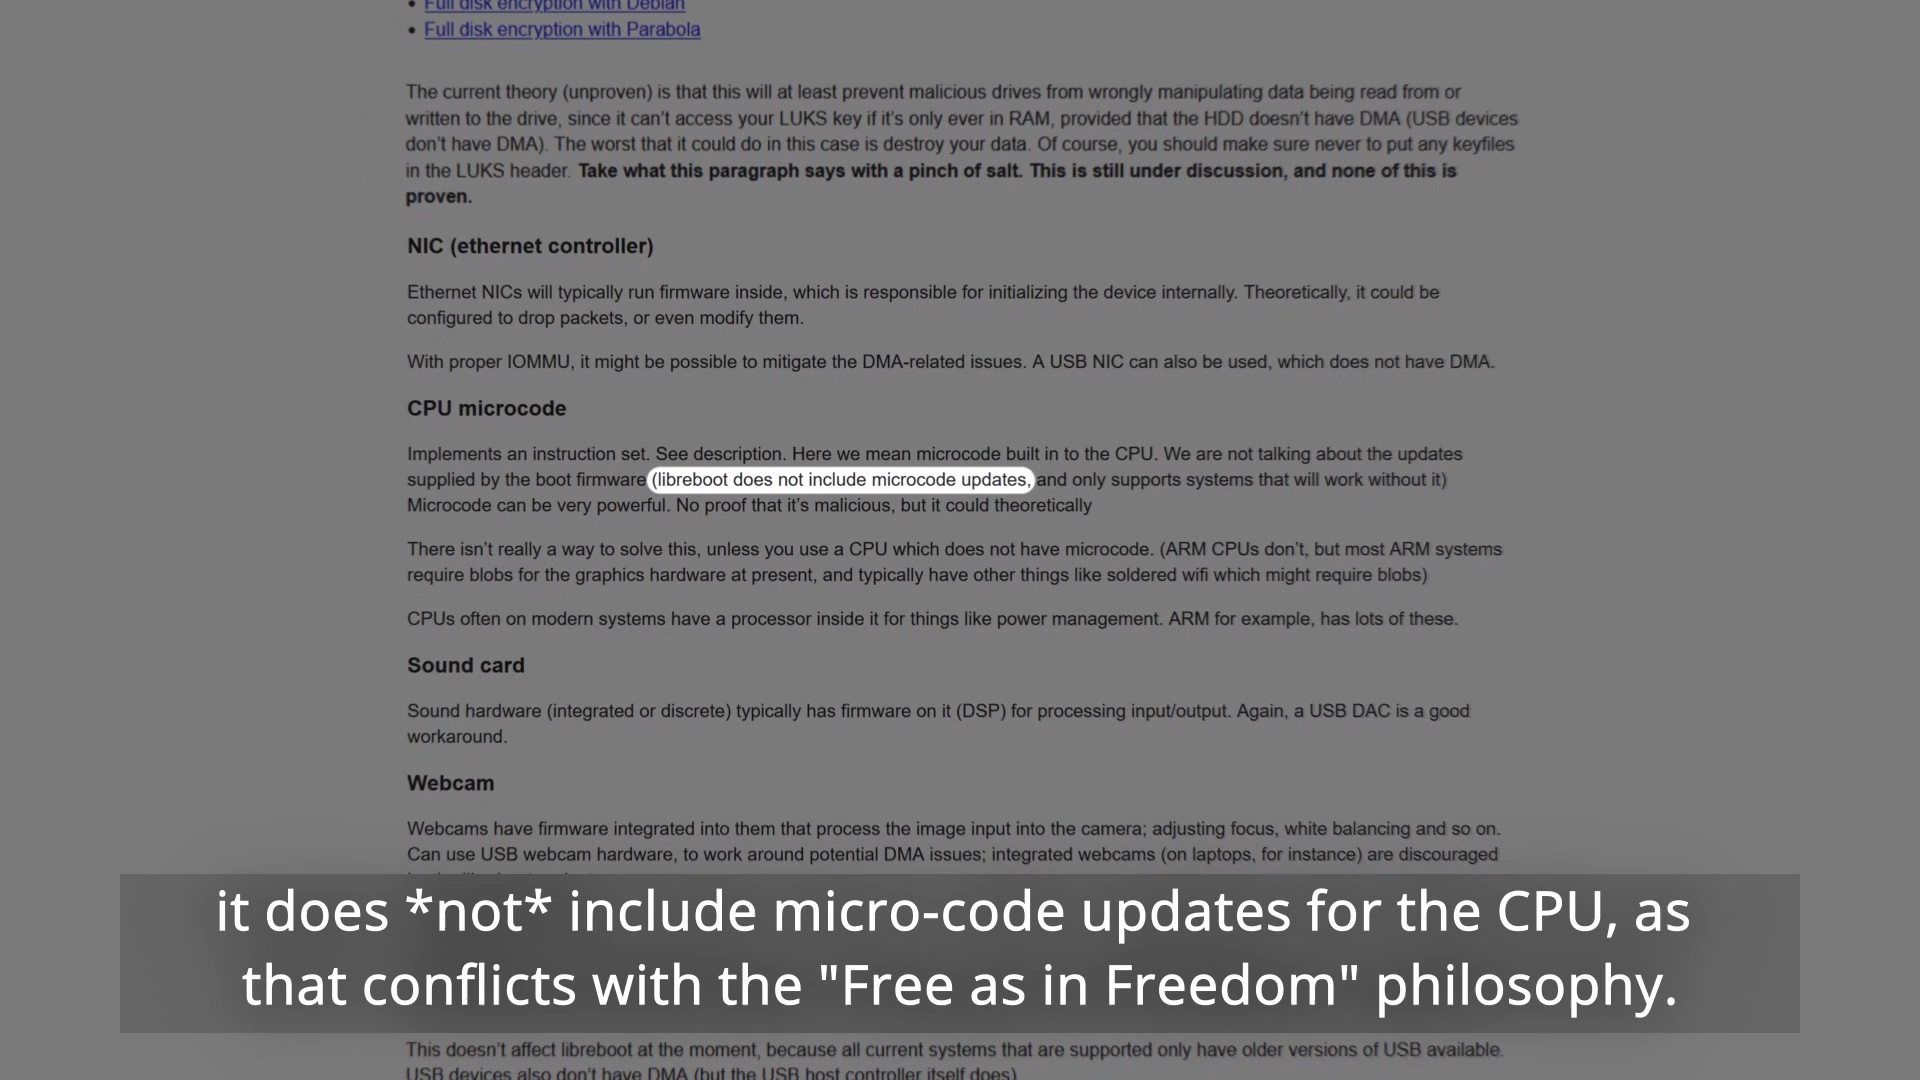 Full disk encryption with Debian
Full disk encryption with Parabola
The current theory (unproven) is that this will at least prevent malicious drives from wrongly manipulating data being read from or
written to the drive, since it can't access your LUKS key if it's only ever in RAM, provided that the HDD doesn't have DMA (USB devices
don't have DMA). The worst that it could do in this case is destroy your data. Of course, you should make sure never to put any keyfiles
in the LUKS header. Take what this paragraph says with a pinch of salt. This is still under discussion, and none of this is
proven.
NIC (ethernet controller)
Ethernet NICs will typically run firmware inside, which is responsible for initializing the device internally. Theoretically, it could be
configured to drop packets, or even modify them.
With proper IOMMU, it might be possible to mitigate the DMA-related issues. A USB NIC can also be used, which does not have DMA.
CPU microcode
Implements an instruction set. See description. Here we mean microcode built in to the CPU. We are not talking about the updates
supplied by the boot firmware (libreboot does not include microcode updates, and only supports systems that will work without it)
Microcode can be very powerful. No proof that it's malicious, but it could theoretically
There isn't really a way to solve this, unless you use a CPU which does not have microcode. (ARM CPUs don't, but most ARM systems
require blobs for the graphics hardware at present, and typically have other things like soldered wifi which might require blobs)
CPUs often on modern systems have a processor inside it for things like power management. ARM for example, has lots of these.
Sound card
Sound hardware (integrated or discrete) typically has firmware on it (DSP) for processing input/output. Again, a USB DAC is a good
workaround.
Webcam
Webcams have firmware integrated into them that process the image input into the camera; adjusting focus, white balancing and so on.
Can use USB webcam hardware, to work around potential DMA issues; integrated webcams (on laptops, for instance) are discouraged
it does *not* include micro-code updates for the CPU, as
that conflicts with the "Free as in Freedom" philosophy.
This doesn't affect libreboot at the moment, because all current systems that are supported only have older versions of USB available.
USB devices also don't have DMA (but the USB host controller itself does)